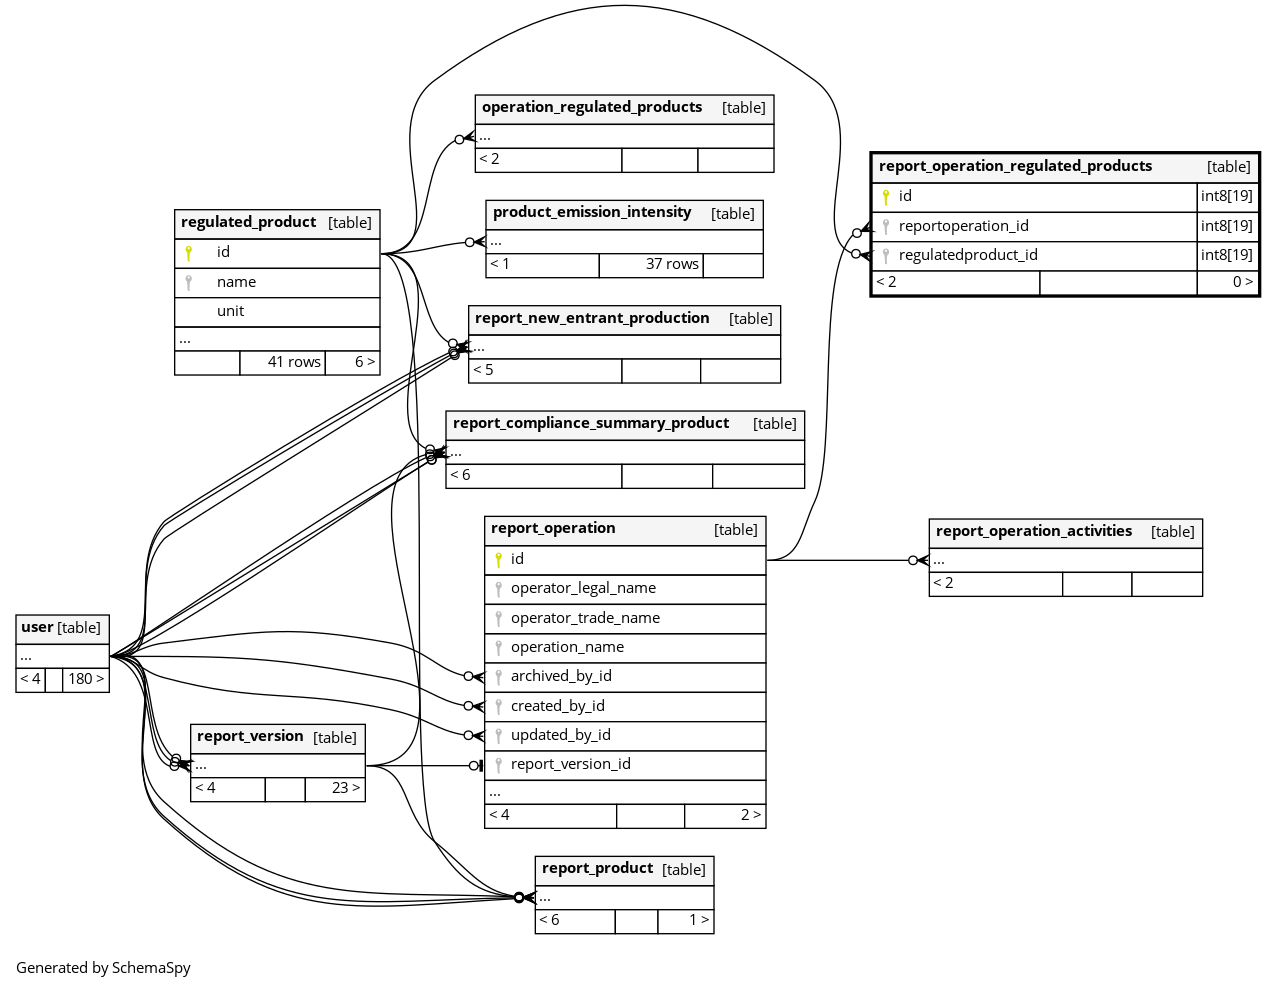 operation_regulated_products [table]
...
< 2
report_operation_regulated_products [table]
id int8[19]
reportoperation_id int8[19]
regulatedproduct_id int8[19]
< 2 0 >
regulated_product [table]
id
name
unit
...
41 rows 6 >
product_emission_intensity [table]
...
< 1 37 rows
report_new_entrant_production [table]
...
< 5
report_compliance_summary_product [table]
...
< 6
report_operation [table]
id
operator_legal_name
operator_trade_name
operation_name
archived_by_id
created_by_id
updated_by_id
report_version_id
...
< 4 2 >
report_operation_activities [table]
...
< 2
user [table]
...
< 4 180 >
report_version [table]
...
< 4 23 >
report_product [table]
...
< 6 1 >
Generated by SchemaSpy